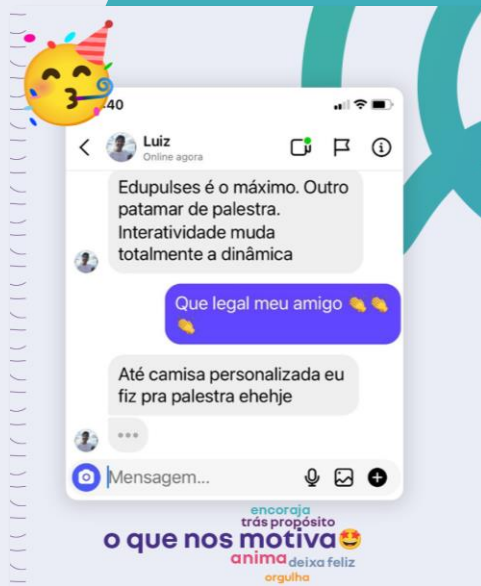 :40
Luiz
Online agora
Edupulses é o máximo. Outro
patamar de palestra.
Interatividade muda
totalmente a dinâmica
Que legal meu amigo 👏👏
👏
Até camisa personalizada eu
fiz pra palestra ehehje
Mensagem...
encoraja
trás propósito
o que nos motiva🤩
anima deixa feliz
orgulha